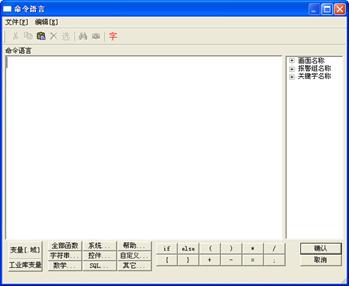 命令语言
文件[F] 编辑[E]
选 字
命令语言
画面名称
报警组名称
关键字名称
变量[.域] 全部函数 系统... 帮助... if else ( ) * /
字符串... 控件... 自定义... 确认
工业库变量 数学... SQL... 其它... { } + - = ; 取消